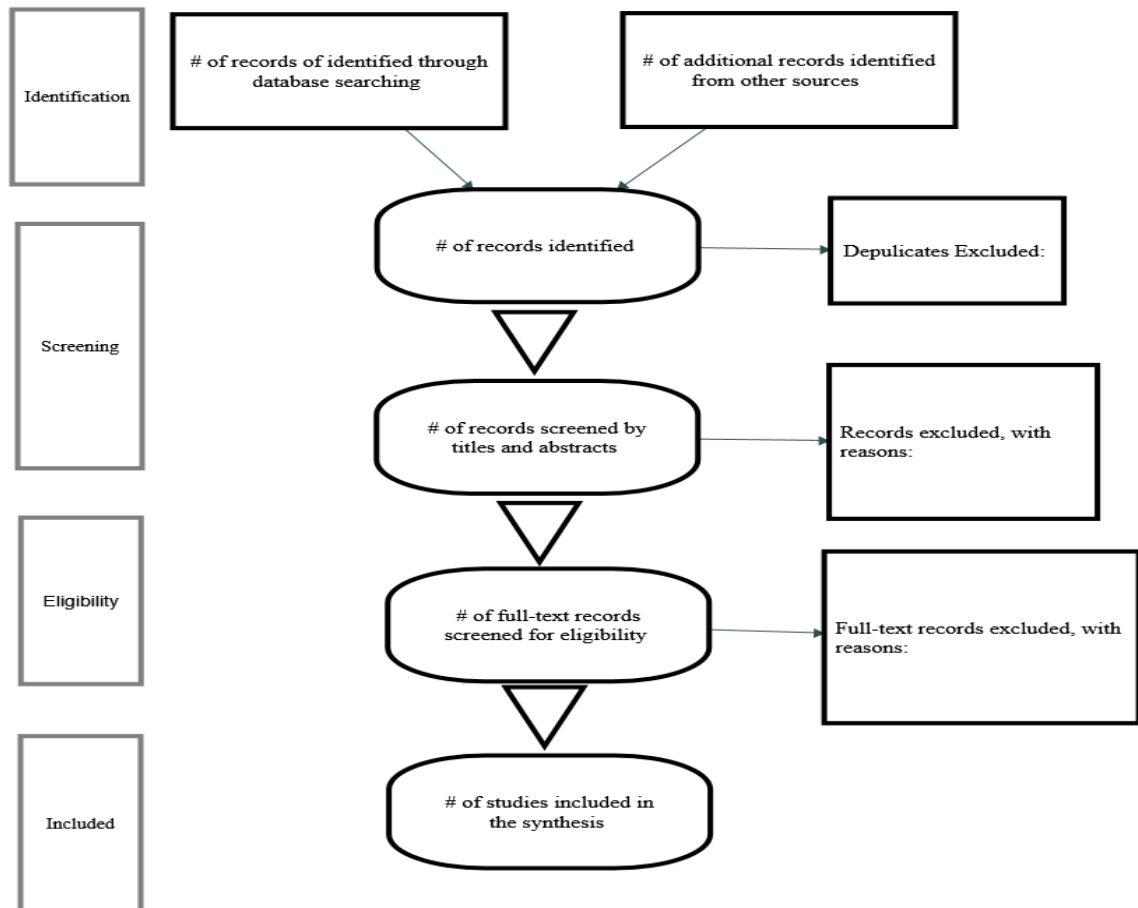 Identification
# of records of identified through
database searching
# of additional records identified
from other sources
Screening
# of records identified
Depulicates Excluded:
# of records screened by
titles and abstracts
Records excluded, with
reasons:
Eligibility
# of full-text records
screened for eligibility
Full-text records excluded, with
reasons:
Included
# of studies included in
the synthesis